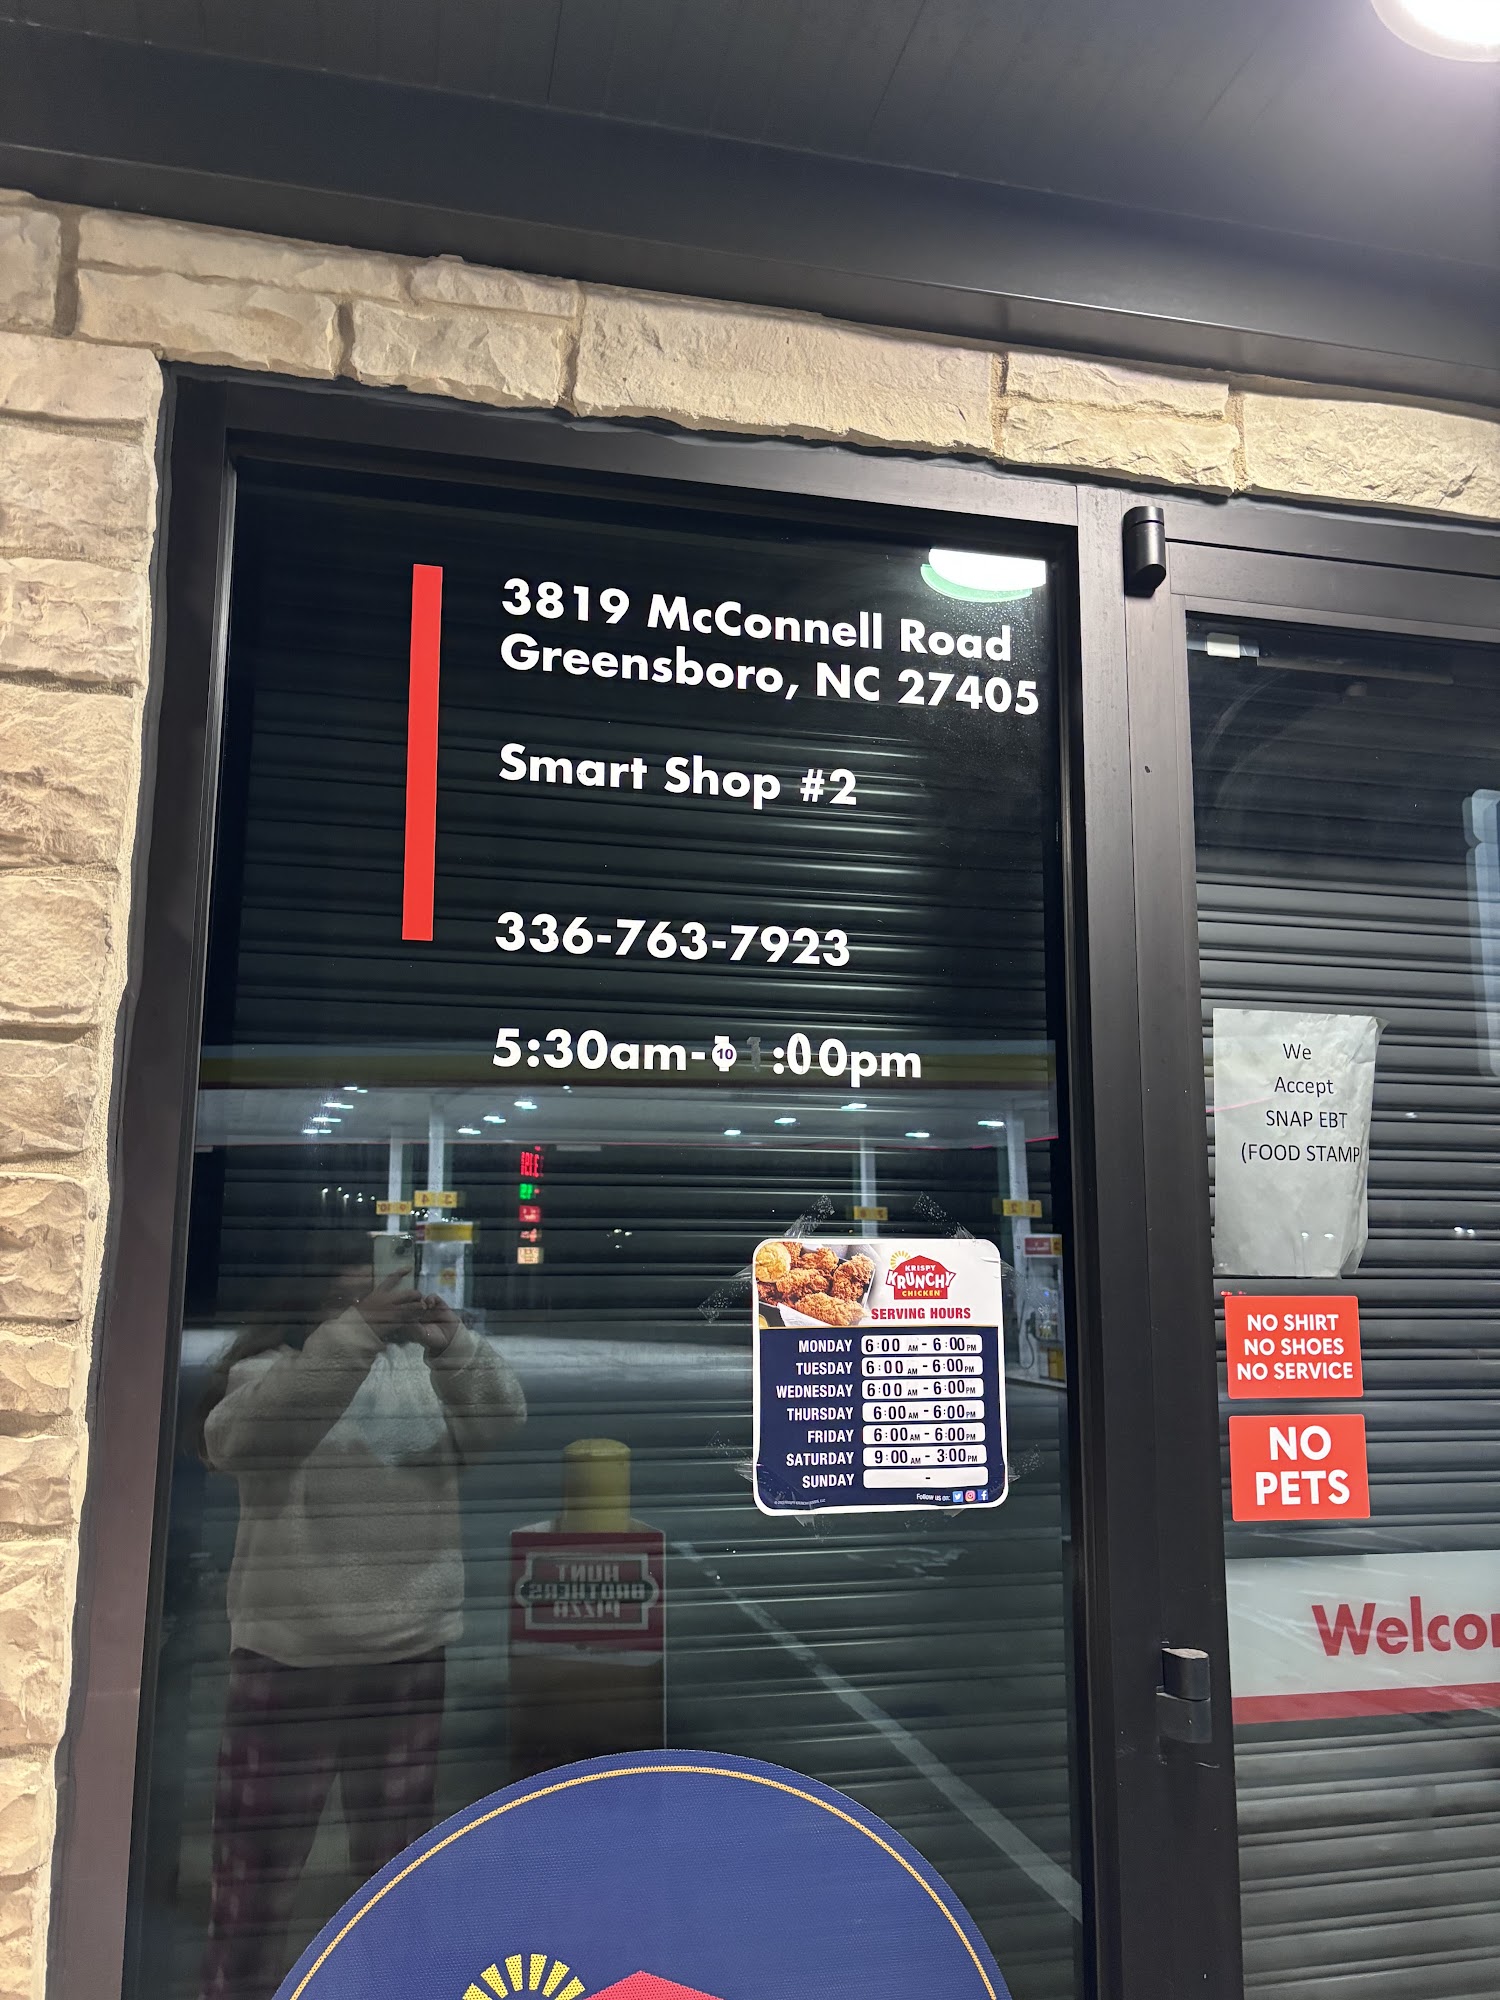 3819 McConnell Road
Greensboro, NC 27405
Smart Shop #2
336-763-7923
5:30am-10:00pm
KRISPY
KRUNCHY
CHICKEN
SERVING HOURS
MONDAY 6:00 AM - 6:00 PM
TUESDAY 6:00 AM - 6:00 PM
WEDNESDAY 6:00 AM - 6:00 PM
THURSDAY 6:00 AM - 6:00 PM
FRIDAY 6:00 AM - 6:00 PM
SATURDAY 9:00 AM - 3:00 PM
SUNDAY -
Follow us on:
We
Accept
SNAP EBT
(FOOD STAMP
NO SHIRT
NO SHOES
NO SERVICE
NO
PETS
Welco
HUNT
BROTHERS
PIZZA